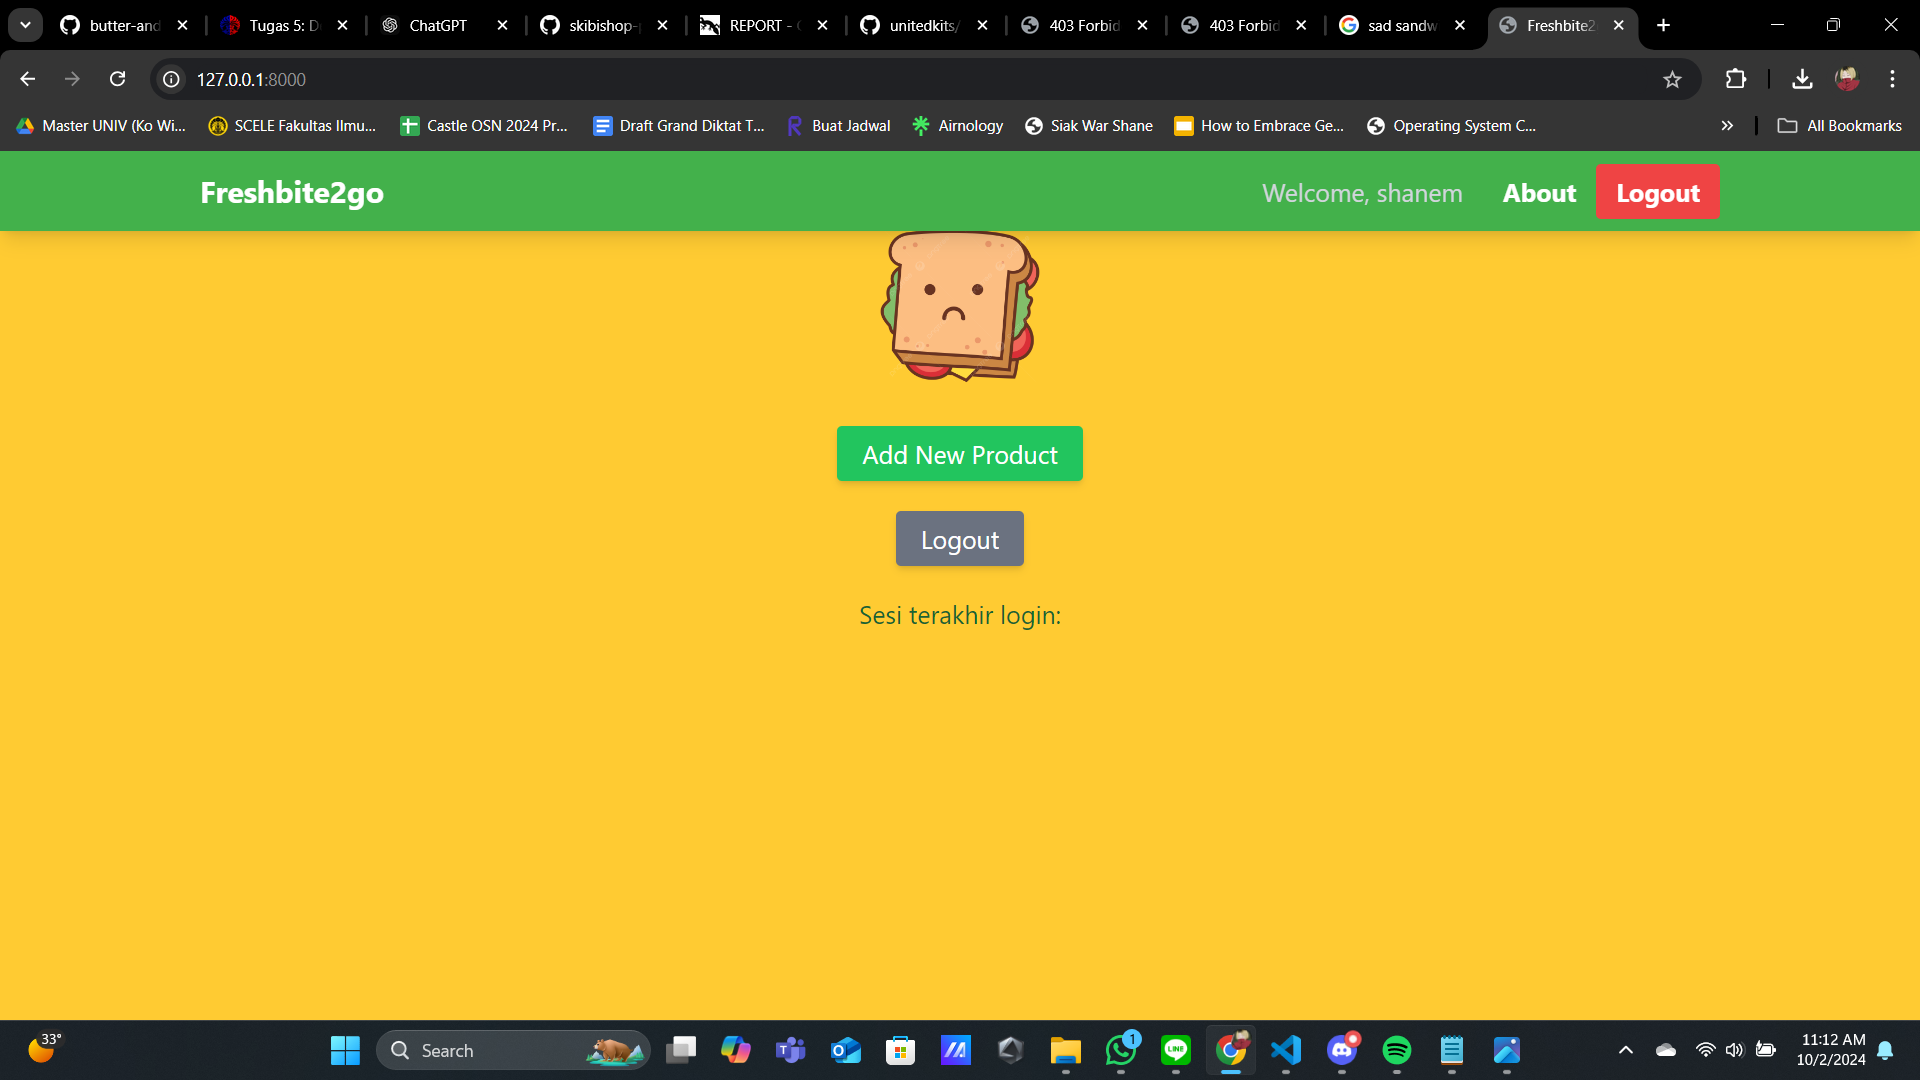 butter-and
Tugas 5: D
ChatGPT
skibishop-
REPORT -
unitedkits/
403 Forbid
403 Forbid
sad sandw
Freshbite2
127.0.0.1:8000
Master UNIV (Ko Wi...
SCELE Fakultas Ilmu...
Castle OSN 2024 Pr...
Draft Grand Diktat T...
Buat Jadwal
Airnology
Siak War Shane
How to Embrace Ge...
Operating System C...
All Bookmarks
Freshbite2go
Welcome, shanem
About
Logout
Add New Product
Logout
Sesi terakhir login:
33°
Search
1
11:12 AM
10/2/2024